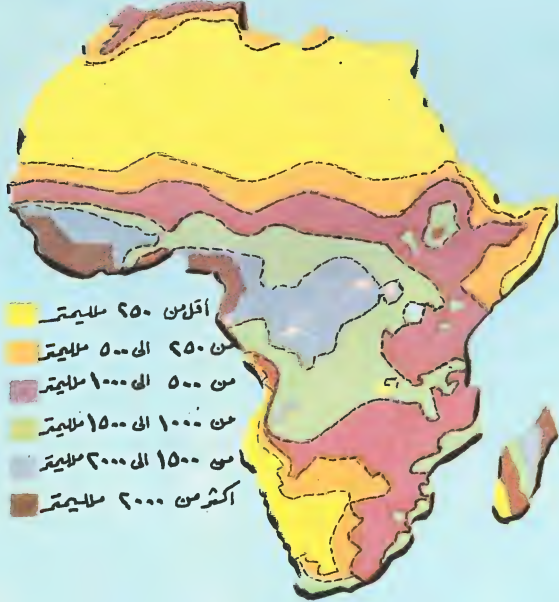 أقل من ٢٥٠ ملليمتر
من ٢٥٠ الى ٥٠٠ ملليمتر
من ٥٠٠ الى ١٠٠٠ ملليمتر
من ١٠٠٠ الى ١٥٠٠ ملليمتر
من ١٥٠٠ الى ٢٠٠٠ ملليمتر
اكثر من ٢٠٠٠ ملليمتر